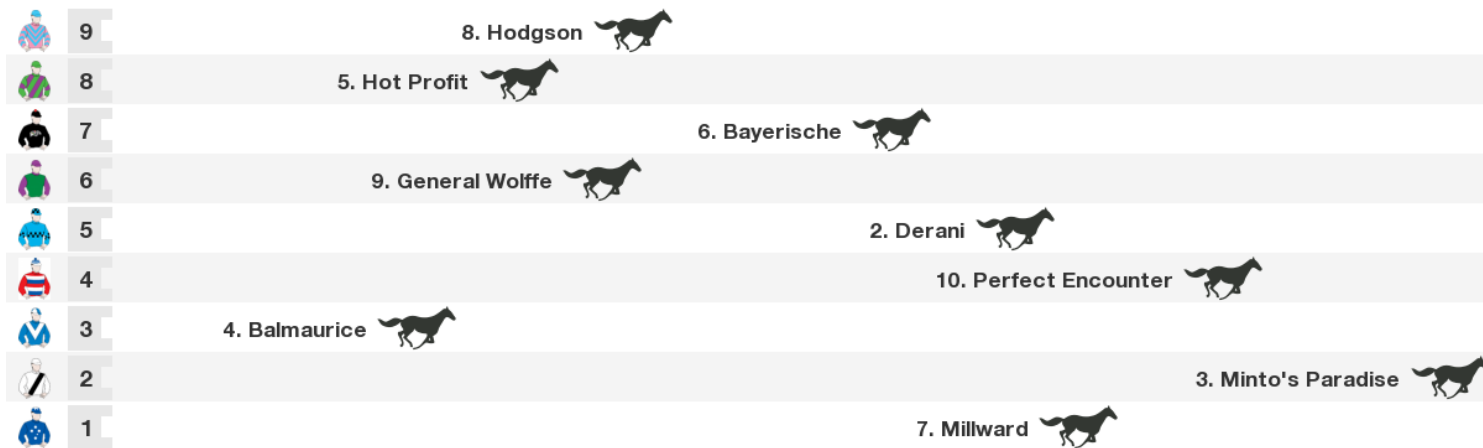 9 8. Hodgson
8 5. Hot Profit
7 6. Bayerische
6 9. General Wolffe
5 2. Derani
4 10. Perfect Encounter
3 4. Balmaurice
2 3. Minto's Paradise
1 7. Millward